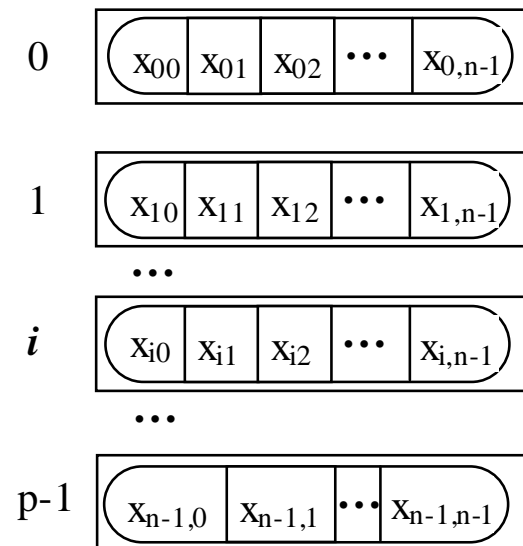 0 x00 x01 x02 ••• x0,n-1
1 x10 x11 x12 ••• x1,n-1
•••
i xi0 xi1 xi2 ••• xi,n-1
•••
p-1 xn-1,0 xn-1,1 ••• xn-1,n-1